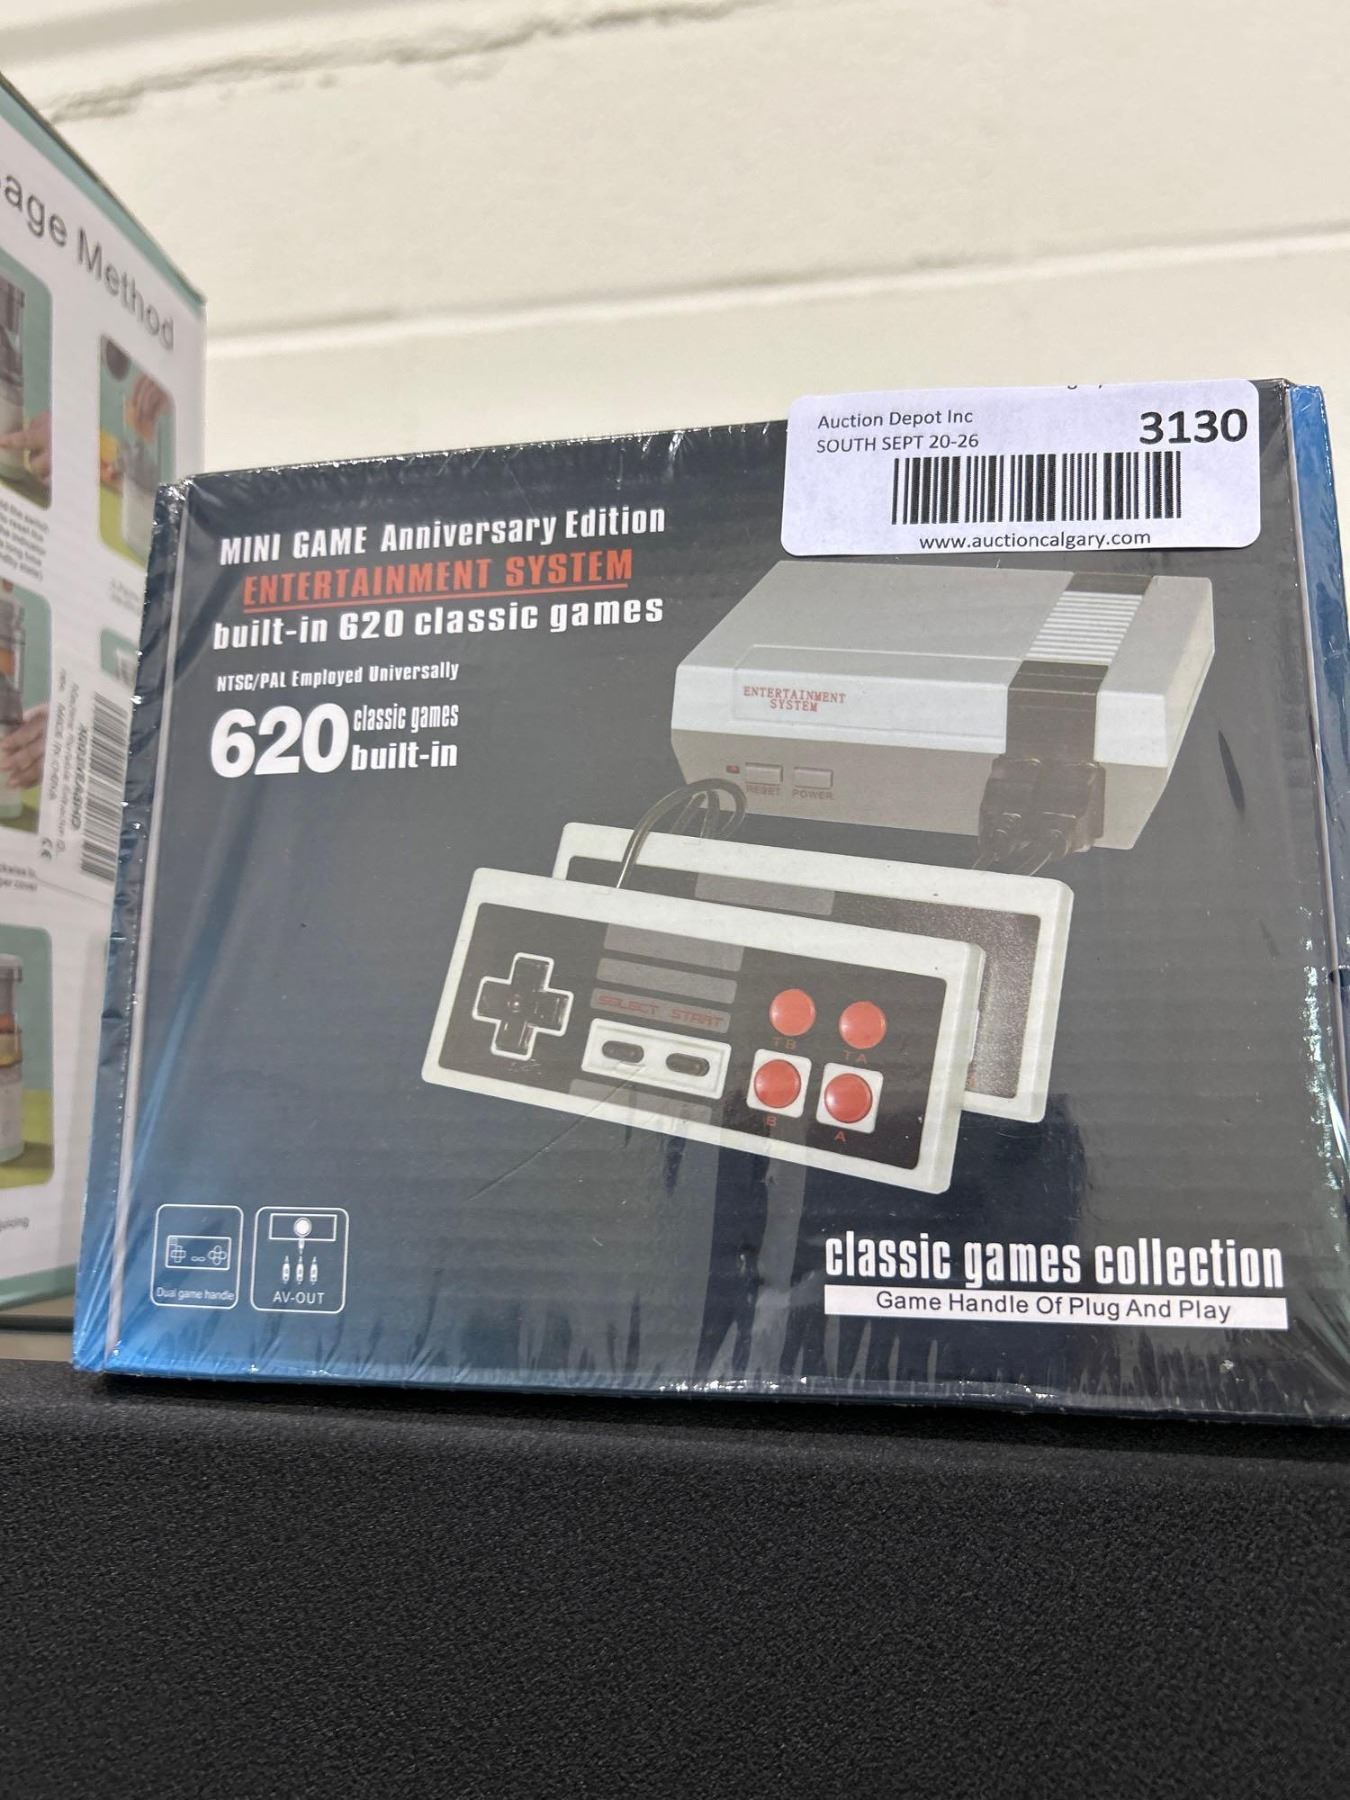 age Method
Auction Depot Inc
3130
SOUTH SEPT 20-26
www.auctioncalgary.com
MINI GAME Anniversary Edition
ENTERTAINMENT SYSTEM
built-in 620 classic games
NTSC/PAL Employed Universally
620 classic games
built-in
ENTERTAINMENT
SYSTEM
RESET POWER
SELECT START
TB TA
B A
Dual game handle
AV-OUT
classic games collection
Game Handle Of Plug And Play